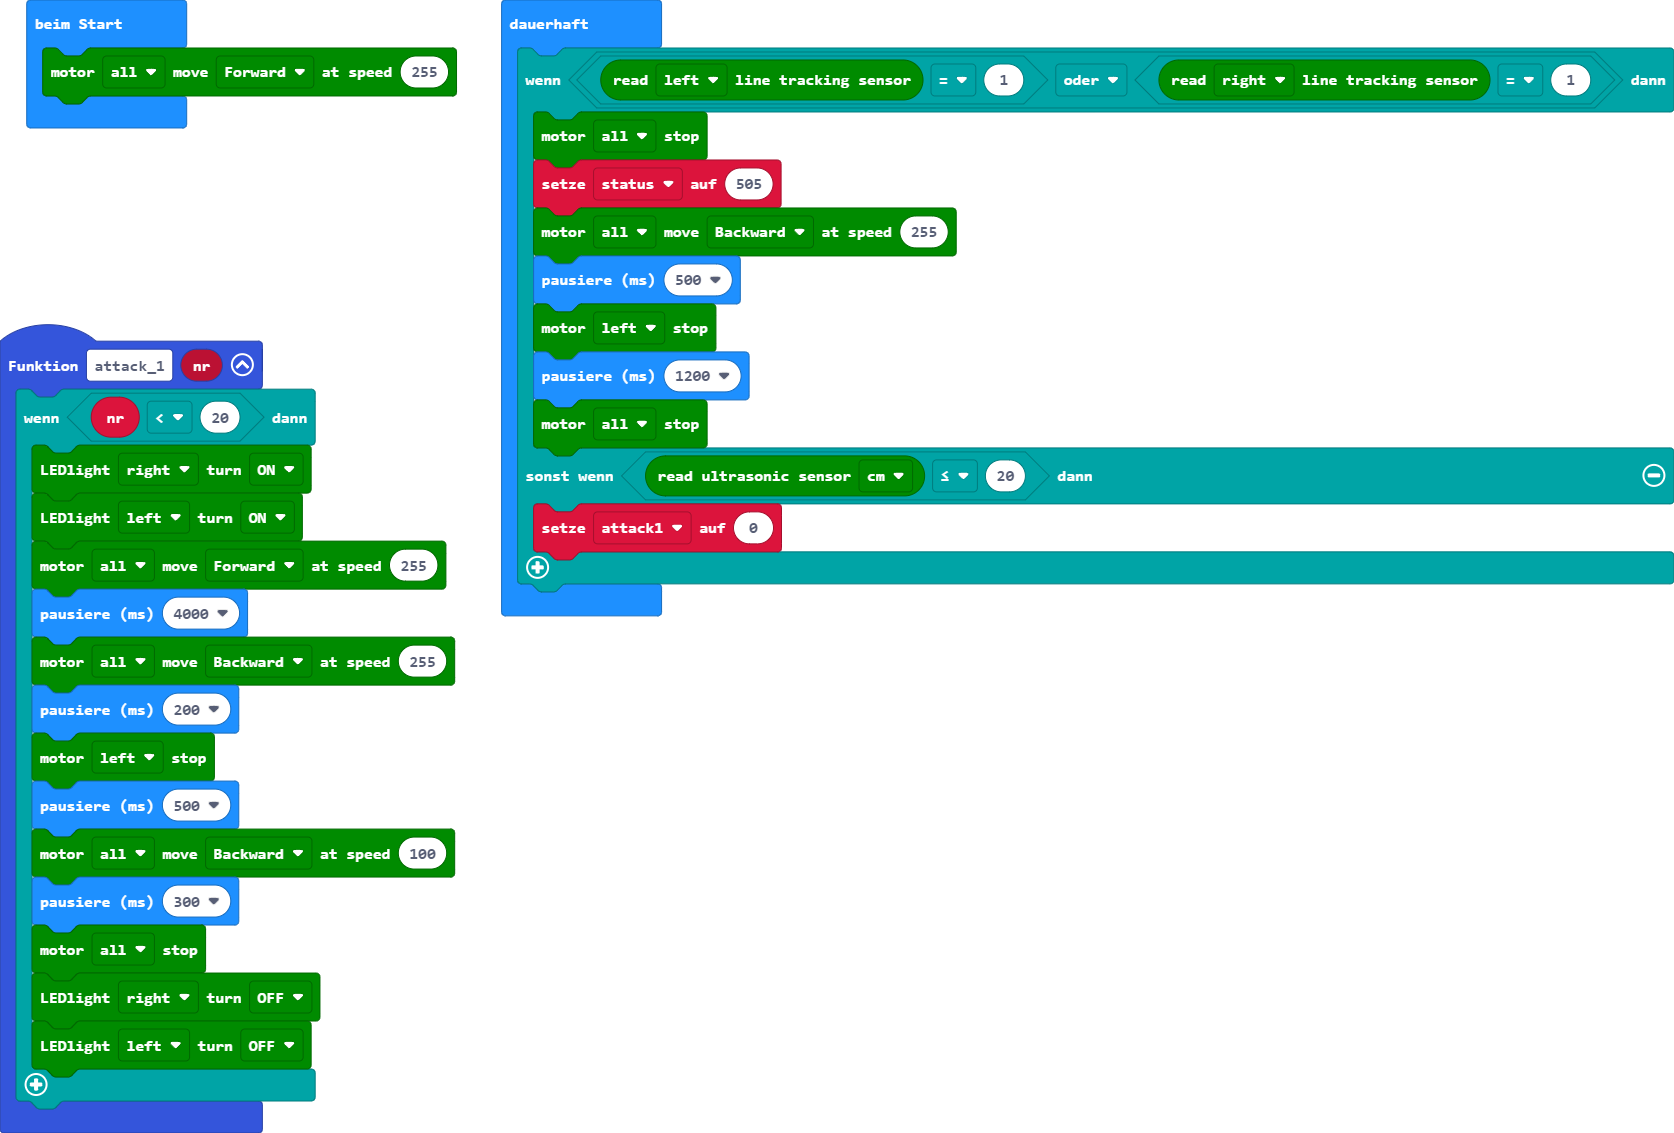 beim Start
motor all move Forward at speed 255
dauerhaft
wenn read left line tracking sensor = 1 oder read right line tracking sensor = 1 dann
motor all stop
setze status auf 505
motor all move Backward at speed 255
pausiere (ms) 500
motor left stop
pausiere (ms) 1200
motor all stop
sonst wenn read ultrasonic sensor cm ≤ 20 dann
setze attack1 auf 0
Funktion attack_1 nr
wenn nr < 20 dann
LEDlight right turn ON
LEDlight left turn ON
motor all move Forward at speed 255
pausiere (ms) 4000
motor all move Backward at speed 255
pausiere (ms) 200
motor left stop
pausiere (ms) 500
motor all move Backward at speed 100
pausiere (ms) 300
motor all stop
LEDlight right turn OFF
LEDlight left turn OFF